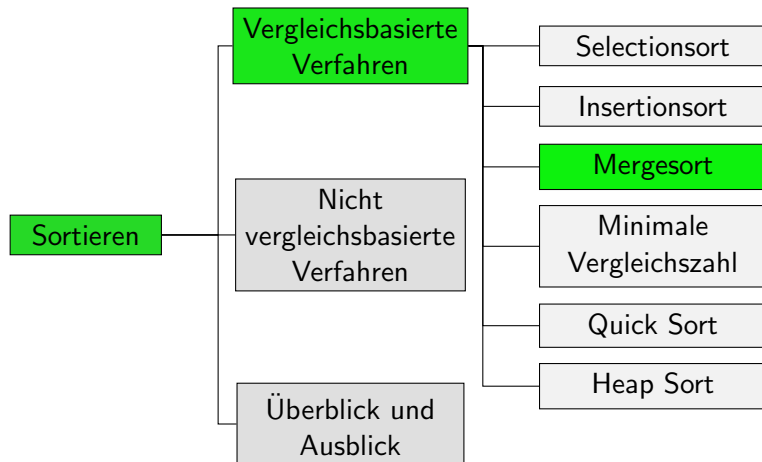 Sortieren
Vergleichsbasierte
Verfahren
Selectionsort
Insertionsort
Mergesort
Minimale
Vergleichszahl
Quick Sort
Heap Sort
Nicht
vergleichsbasierte
Verfahren
Überblick und
Ausblick